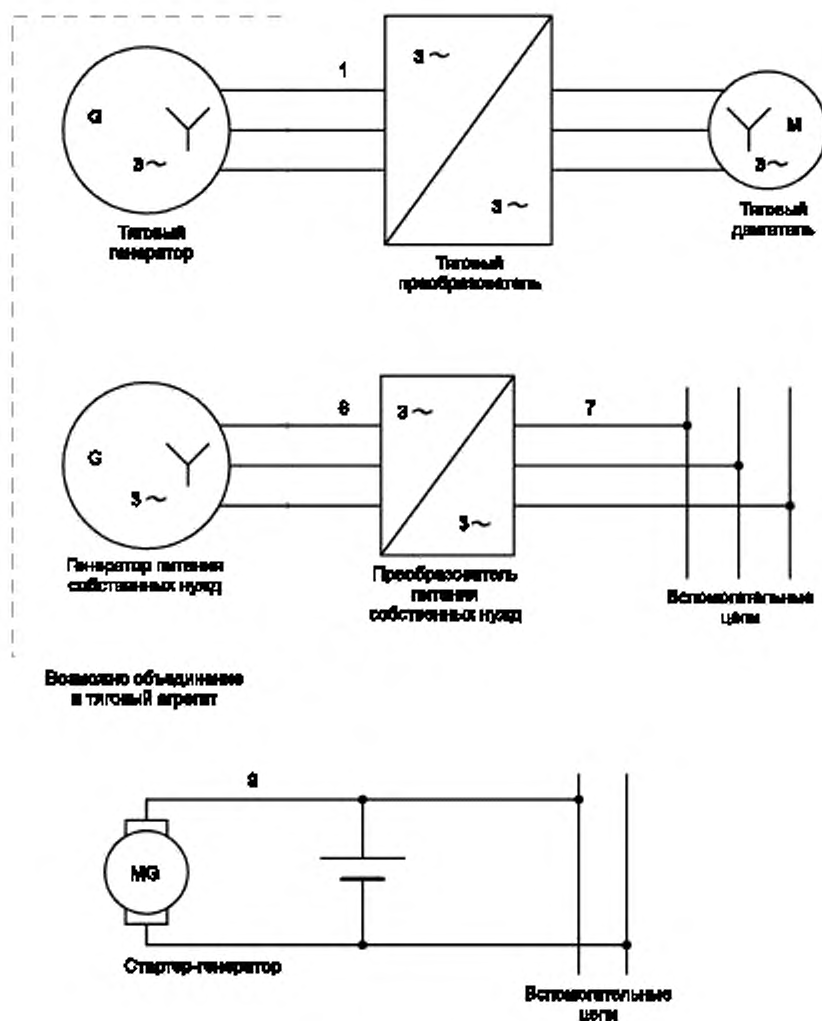 1
3~
G
3~
3~
M
3~
Тяговый
генератор
Тяговый
преобразователь
Тяговый
двигатель
6
7
3~
G
3~
3~
Генератор питания
собственных нужд
Преобразователь
питания
собственных нужд
Вспомогательные
цепи
Возможно объединение
в тяговый агрегат
MG
Стартер-генератор
Вспомогательные
цепи